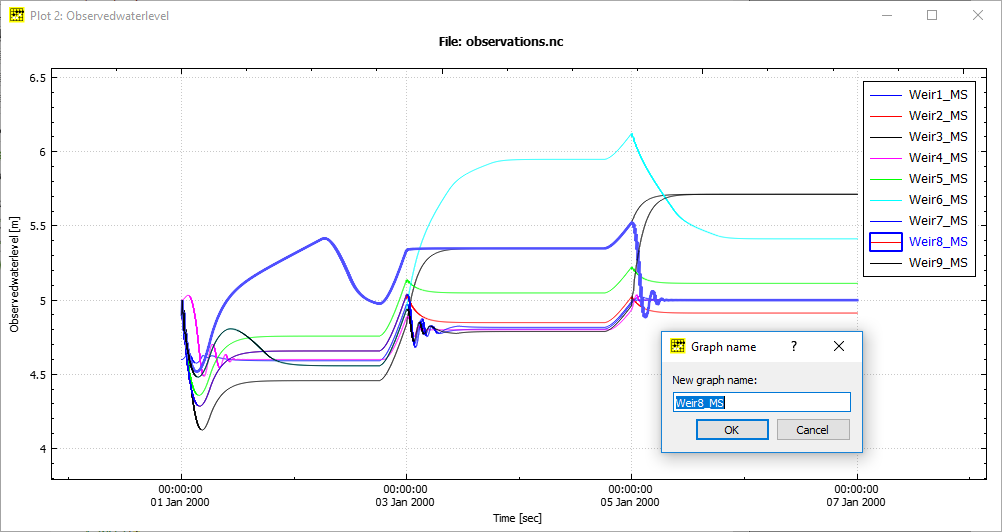 Plot 2: Observedwaterlevel
File: observations.nc
Observedwaterlevel [m]
6.5
6
5.5
5
4.5
4
00:00:00
01 Jan 2000
00:00:00
03 Jan 2000
00:00:00
05 Jan 2000
00:00:00
07 Jan 2000
Time [sec]
Weir1_MS
Weir2_MS
Weir3_MS
Weir4_MS
Weir5_MS
Weir6_MS
Weir7_MS
Weir8_MS
Weir9_MS
Graph name
?
New graph name:
Weir8_MS
OK Cancel